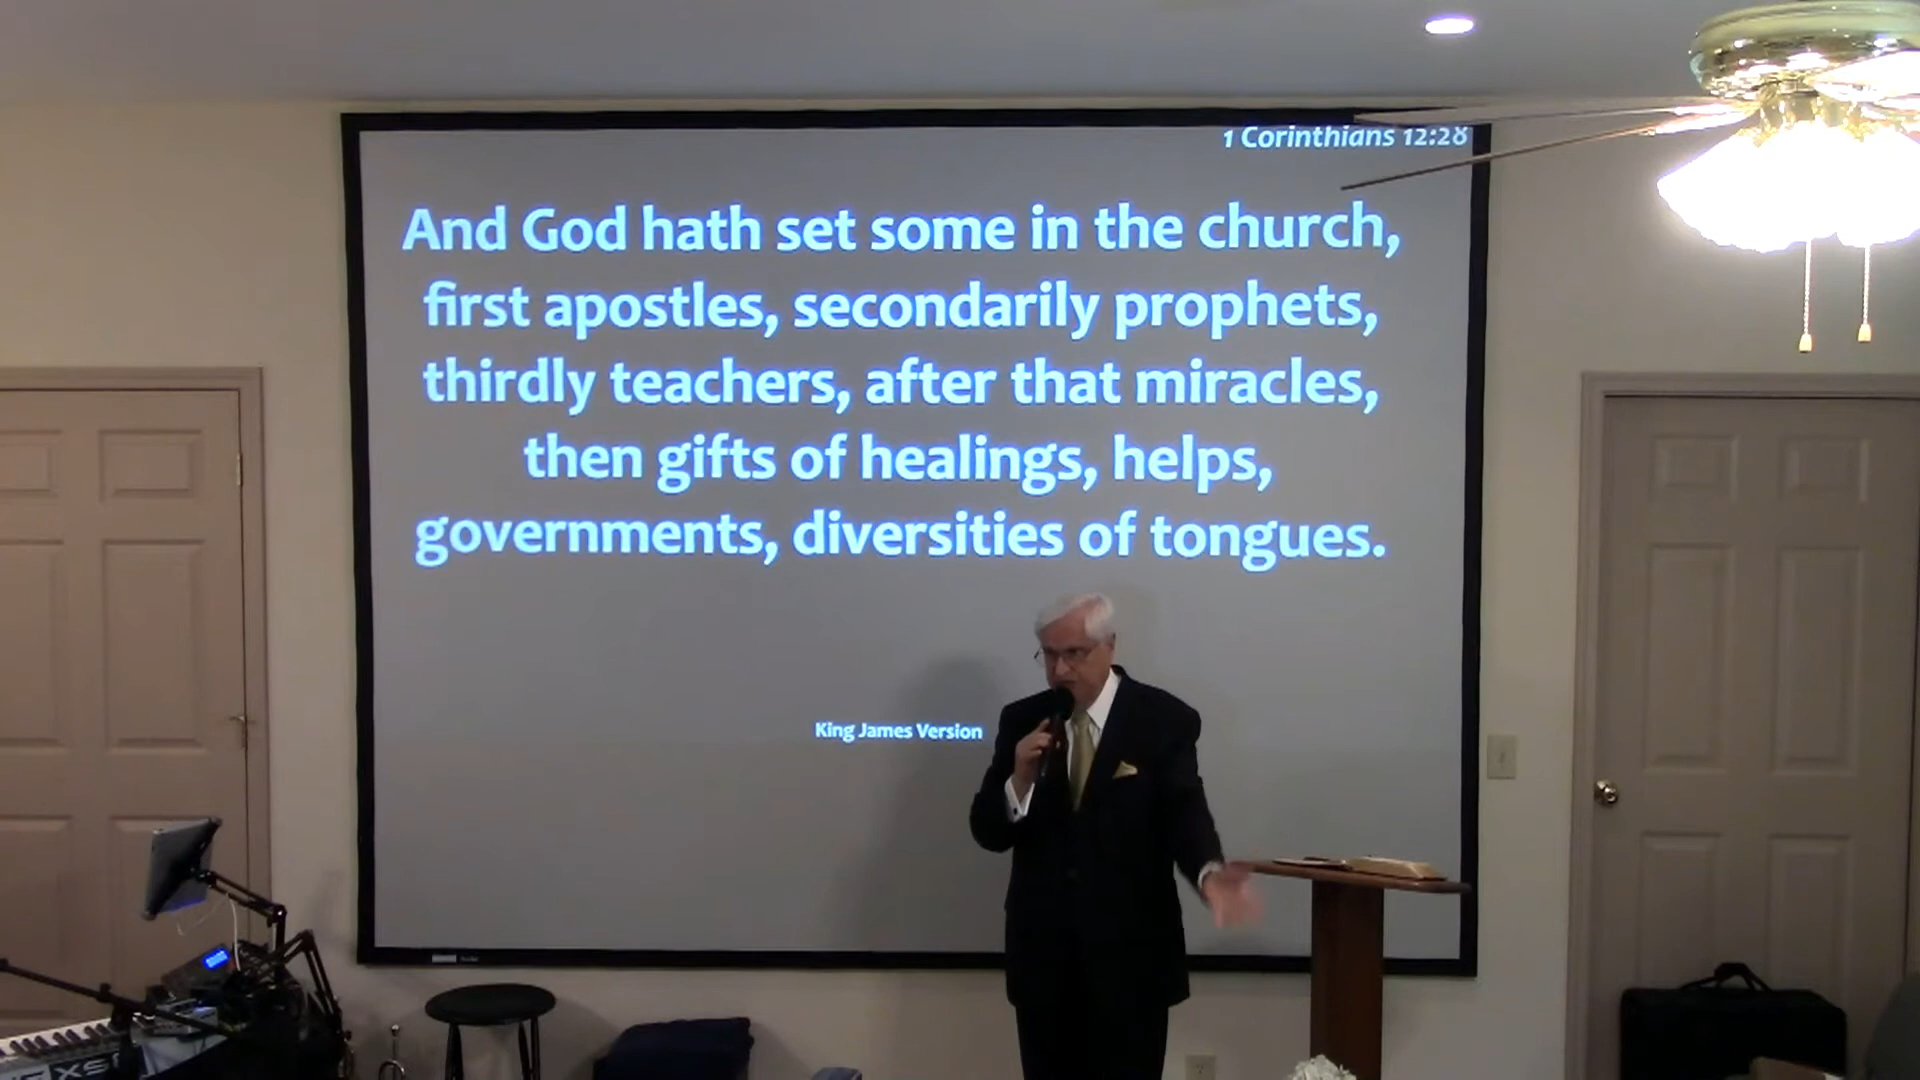 1 Corinthians 12:28
And God hath set some in the church,
first apostles, secondarily prophets,
thirdly teachers, after that miracles,
then gifts of healings, helps,
governments, diversities of tongues.
King James Version